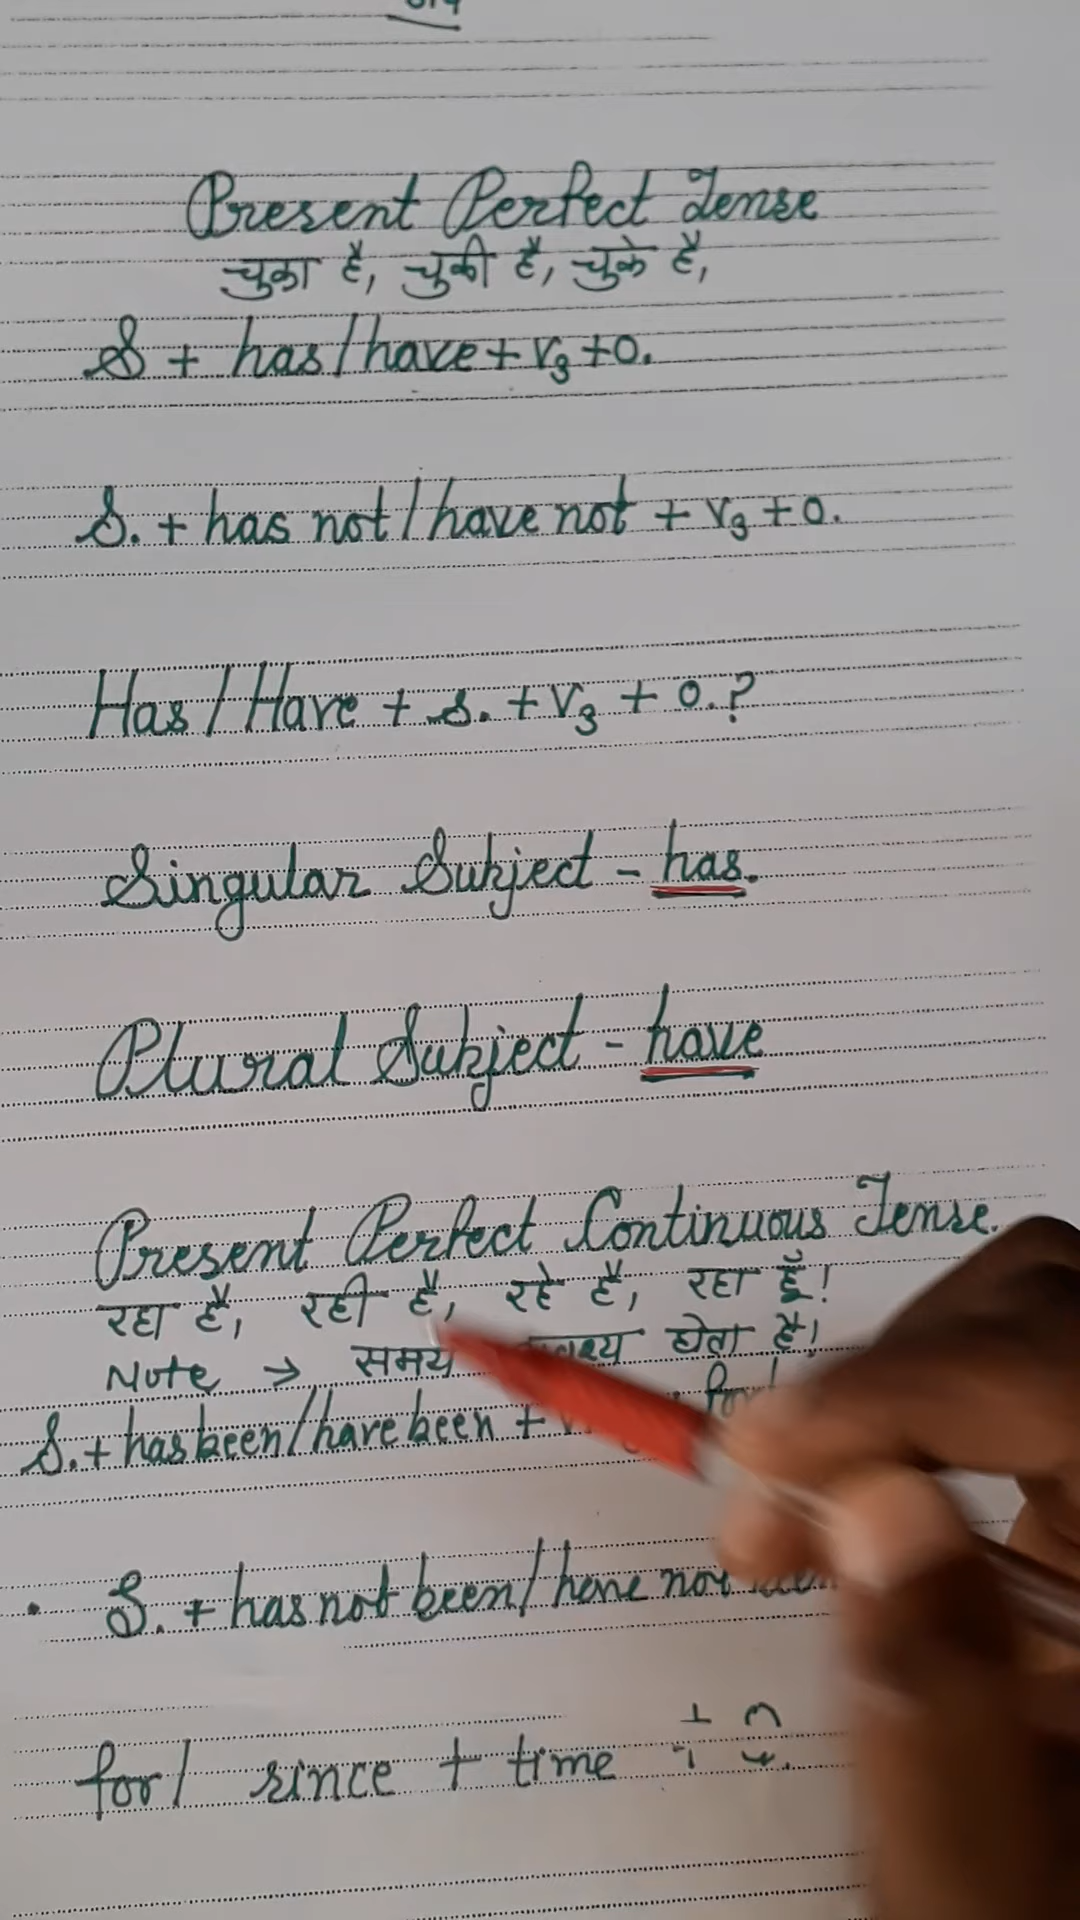 Present Perfect Tense
चुका है, चुकी है, चुके है,
S + has/have + V3 + O.
S. + has not/have not + V3 + O.
Has/Have + s. + V3 + O.?
Singular Subject - has.
Plural Subject - have
Present Perfect Continuous Tense.
रहा है, रही है, रहे हैं, रहा हूँ!
Note → समय होता है।
S. + has been/have been +
S. + has not been/have not
for/ since + time